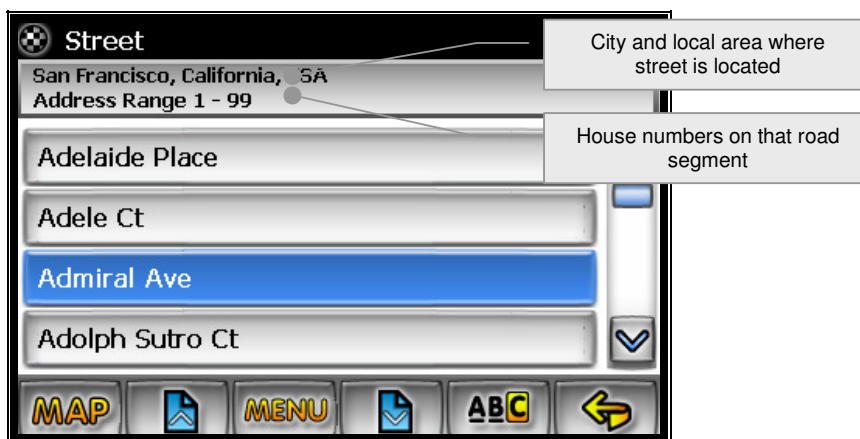 Street
City and local area where
street is located
San Francisco, California, USA
Address Range 1 - 99
House numbers on that road
segment
Adelaide Place
Adele Ct
Admiral Ave
Adolph Sutro Ct
MAP MENU ABC